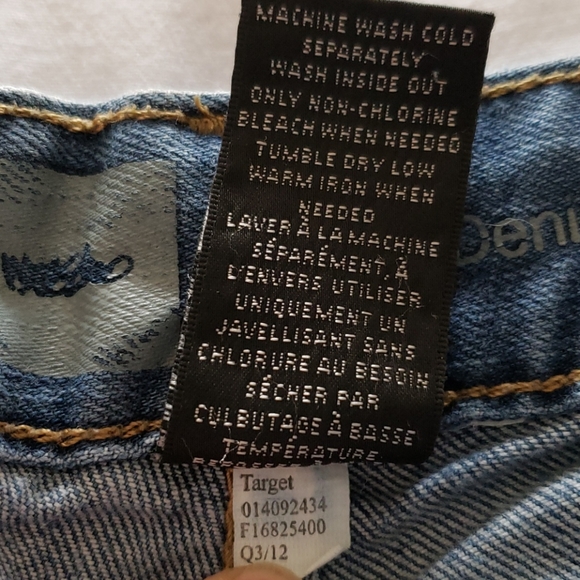 MACHINE WASH COLD
SEPARATELY
WASH INSIDE OUT
ONLY NON-CHLORINE
BLEACH WHEN NEEDED
TUMBLE DRY LOW
WARM IRON WHEN
NEEDED
LAVER À LA MACHINE
SÉPARÉMENT, À
L'ENVERS UTILISER
UNIQUEMENT UN
JAVELLISANT SANS
CHLORURE AU BESOIN
SÉCHER PAR
CULBUTAGE À BASSE
TEMPÉRATURE
Target
014092434
F16825400
Q3/12